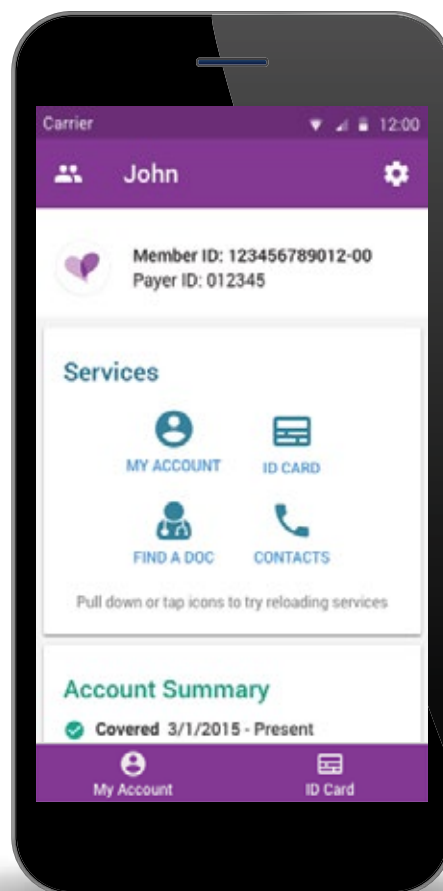 Carrier 12:00
John
Member ID: 123456789012-00
Payer ID: 012345
Services
MY ACCOUNT ID CARD
FIND A DOC CONTACTS
Pull down or tap icons to try reloading services
Account Summary
Covered 3/1/2015 - Present
My Account ID Card